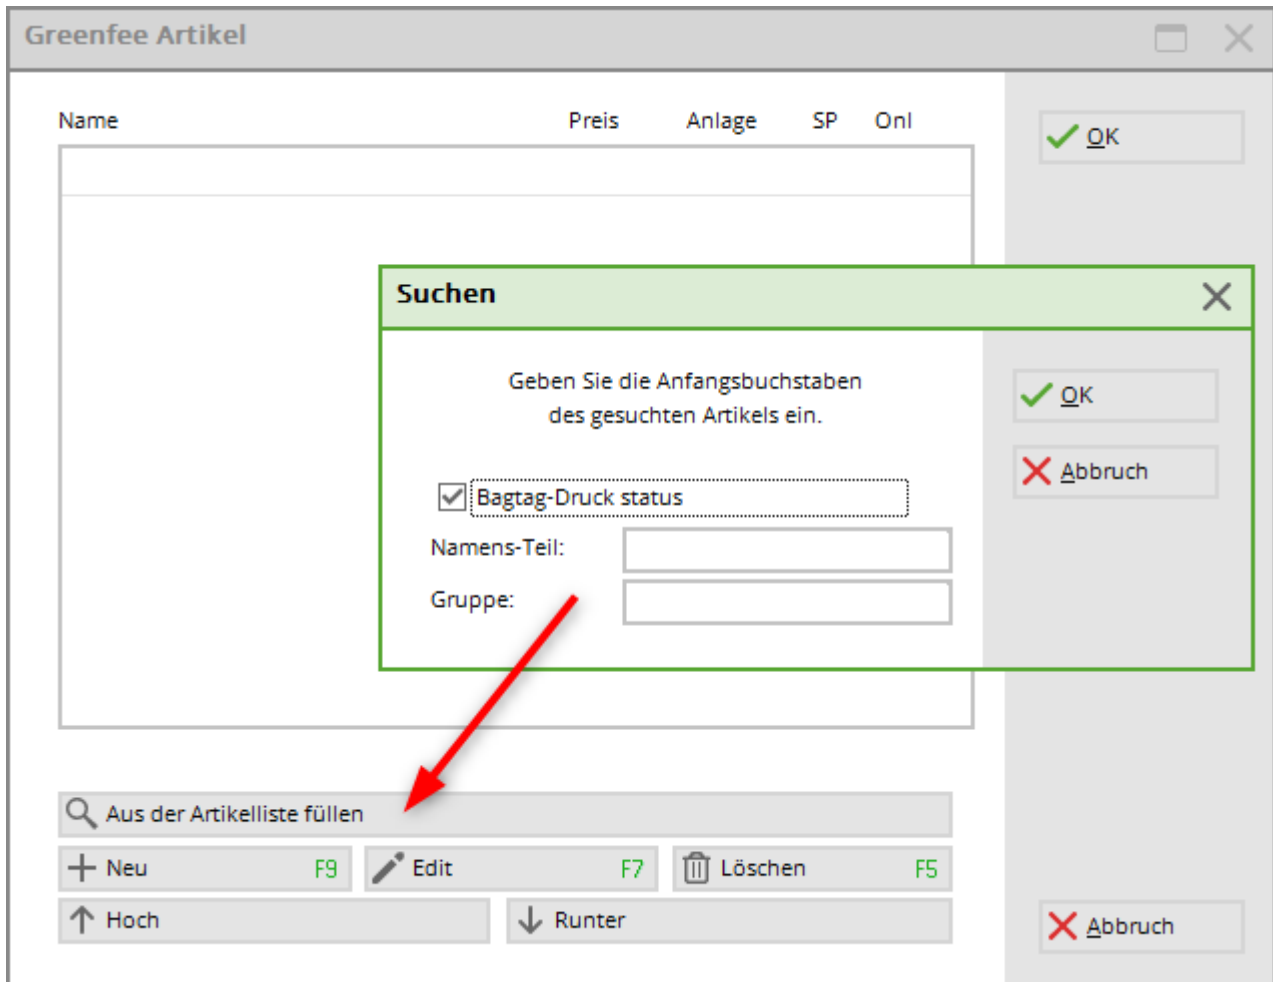 Greenfee Artikel
Name Preis Anlage SP Onl
OK
Suchen
Geben Sie die Anfangsbuchstaben
des gesuchten Artikels ein.
OK
Abbruch
Bagtag-Druck status
Namens-Teil:
Gruppe:
Aus der Artikelliste füllen
Neu F9 Edit F7 Löschen F5
Hoch Runter
Abbruch